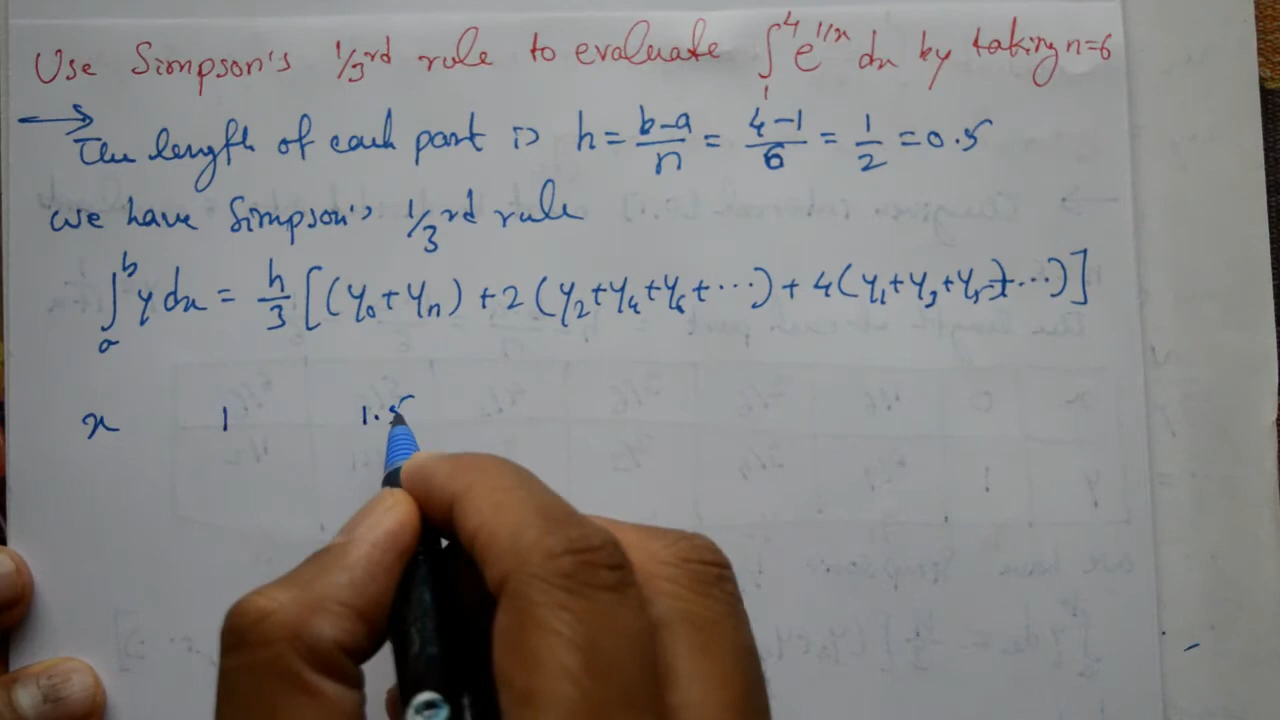 Use Simpson's 1/3rd rule to evaluate ∫₁⁴ e^{1/x} dx by taking n=6
→ The length of each part is h = (b-a)/n = (4-1)/6 = 1/2 = 0.5
we have Simpson's 1/3rd rule
∫ₐᵇ y dx = h/3 [(y₀+yₙ) +2 (y₂+y₄+y₆+⋯) + 4(y₁+y₃+y₅+⋯)]
x 1 1.5